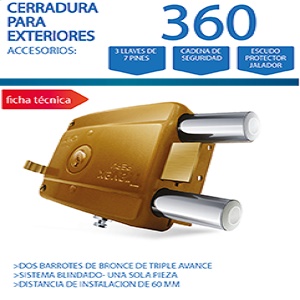 CERRADURA
PARA
EXTERIORES
ACCESORIOS:
360
3 LLAVES DE
7 PINES
CADENA DE
SEGURIDAD
ESCUDO
PROTECTOR
JALADOR
ficha técnica
>DOS BARROTES DE BRONCE DE TRIPLE AVANCE
>SISTEMA BLINDADO- UNA SOLA PIEZA
>DISTANCIA DE INSTALACION DE 60 MM